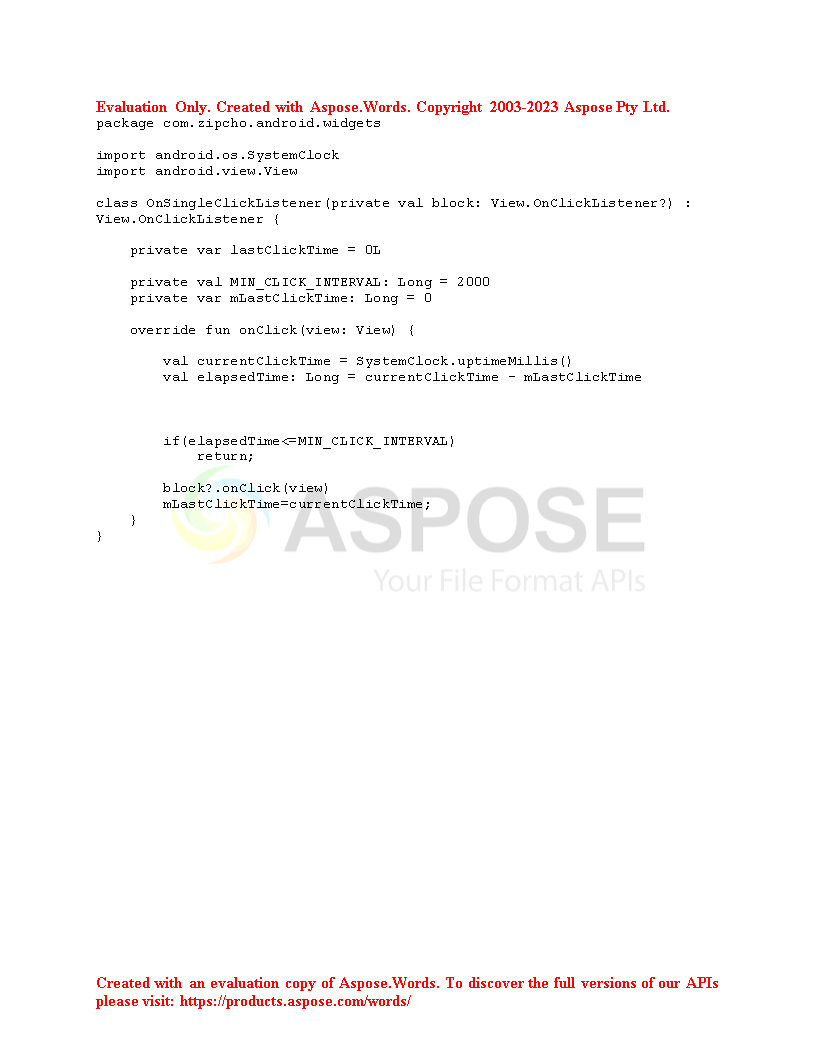 Evaluation Only. Created with Aspose.Words. Copyright 2003-2023 Aspose Pty Ltd.
package com.zipcho.android.widgets
import android.os.SystemClock
import android.view.View
class OnSingleClickListener(private val block: View.OnClickListener?) :
View.OnClickListener {
    private var lastClickTime = 0L
    private val MIN_CLICK_INTERVAL: Long = 2000
    private var mLastClickTime: Long = 0
    override fun onClick(view: View) {
        val currentClickTime = SystemClock.uptimeMillis()
        val elapsedTime: Long = currentClickTime - mLastClickTime
        if(elapsedTime<=MIN_CLICK_INTERVAL)
            return;
        block?.onClick(view)
        mLastClickTime=currentClickTime;
    }
}
ASPOSE
Your File Format APIs
Created with an evaluation copy of Aspose.Words. To discover the full versions of our APIs
please visit: https://products.aspose.com/words/